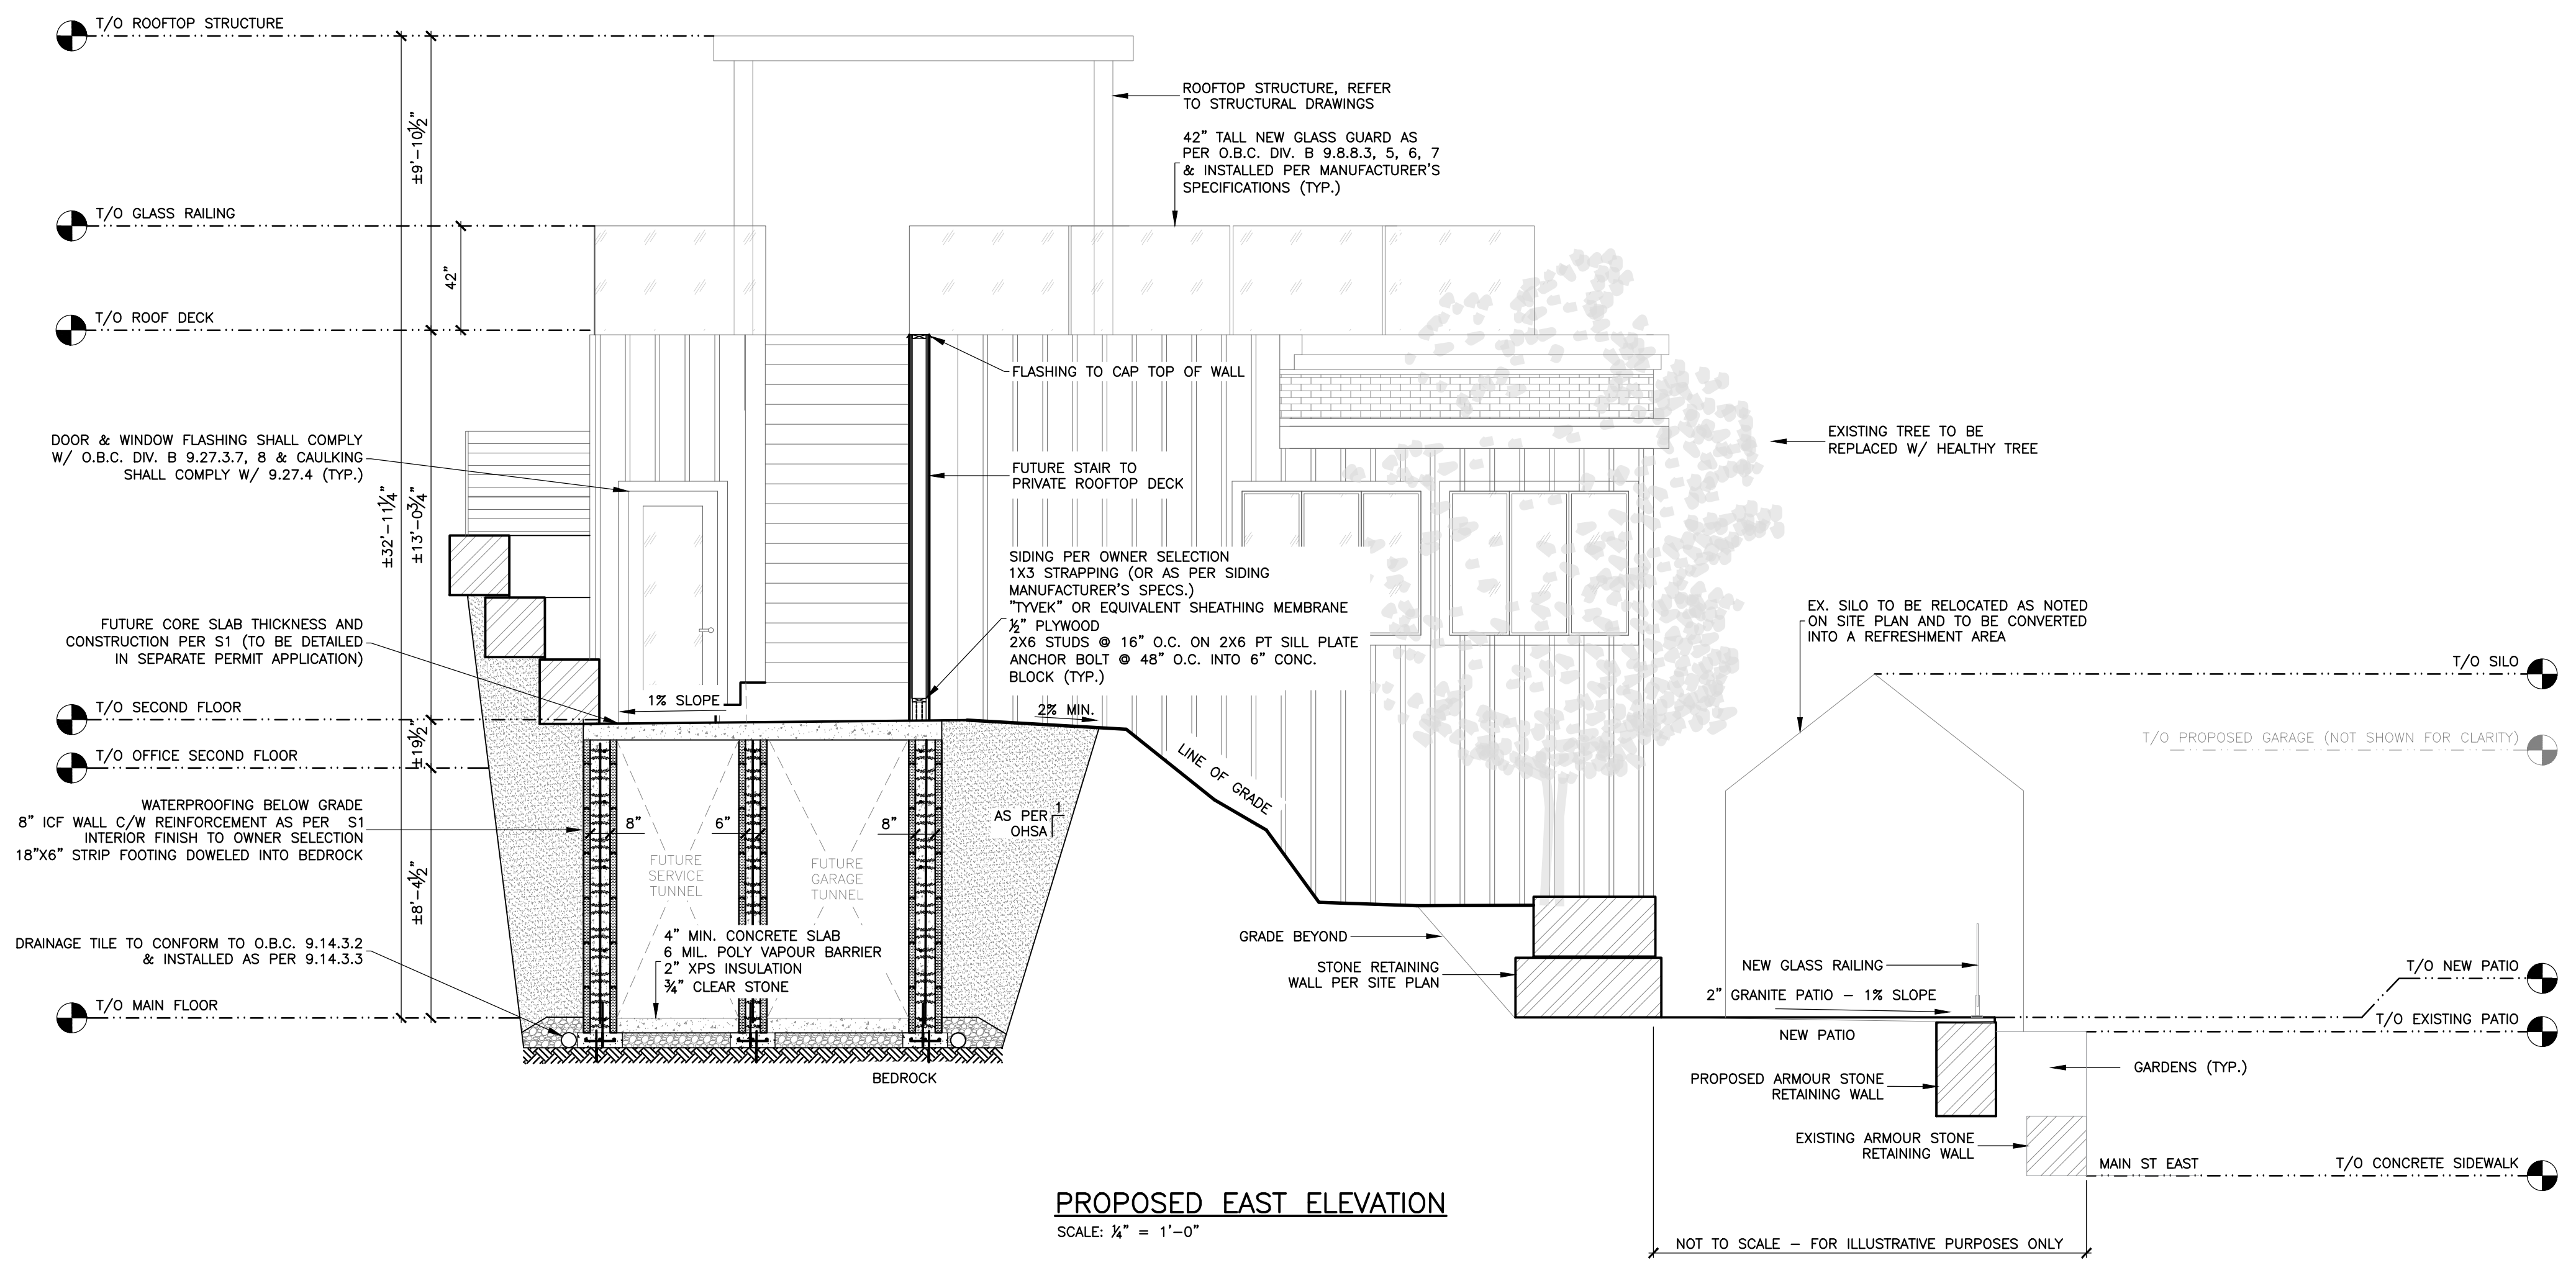 T/O ROOFTOP STRUCTURE
±9'-10½"
ROOFTOP STRUCTURE, REFER
TO STRUCTURAL DRAWINGS
42" TALL NEW GLASS GUARD AS
PER O.B.C. DIV. B 9.8.8.3, 5, 6, 7
& INSTALLED PER MANUFACTURER'S
SPECIFICATIONS (TYP.)
T/O GLASS RAILING
42"
T/O ROOF DECK
FLASHING TO CAP TOP OF WALL
DOOR & WINDOW FLASHING SHALL COMPLY
W/ O.B.C. DIV. B 9.27.3.7, 8 & CAULKING
SHALL COMPLY W/ 9.27.4 (TYP.)
±32'-11¼"
±13'-0¾"
FUTURE STAIR TO
PRIVATE ROOFTOP DECK
EXISTING TREE TO BE
REPLACED W/ HEALTHY TREE
SIDING PER OWNER SELECTION
1X3 STRAPPING (OR AS PER SIDING
MANUFACTURER'S SPECS.)
"TYVEK" OR EQUIVALENT SHEATHING MEMBRANE
½" PLYWOOD
2X6 STUDS @ 16" O.C. ON 2X6 PT SILL PLATE
ANCHOR BOLT @ 48" O.C. INTO 6" CONC.
BLOCK (TYP.)
EX. SILO TO BE RELOCATED AS NOTED
ON SITE PLAN AND TO BE CONVERTED
INTO A REFRESHMENT AREA
FUTURE CORE SLAB THICKNESS AND
CONSTRUCTION PER S1 (TO BE DETAILED
IN SEPARATE PERMIT APPLICATION)
T/O SILO
1% SLOPE
T/O SECOND FLOOR
2% MIN.
±19½"
T/O OFFICE SECOND FLOOR
T/O PROPOSED GARAGE (NOT SHOWN FOR CLARITY)
LINE OF GRADE
WATERPROOFING BELOW GRADE
8" ICF WALL C/W REINFORCEMENT AS PER S1
INTERIOR FINISH TO OWNER SELECTION
18"X6" STRIP FOOTING DOWELED INTO BEDROCK
8"
6"
8"
AS PER
OHSA
1
FUTURE
SERVICE
TUNNEL
FUTURE
GARAGE
TUNNEL
±8'-4½"
4" MIN. CONCRETE SLAB
6 MIL. POLY VAPOUR BARRIER
2" XPS INSULATION
¾" CLEAR STONE
DRAINAGE TILE TO CONFORM TO O.B.C. 9.14.3.2
& INSTALLED AS PER 9.14.3.3
T/O MAIN FLOOR
BEDROCK
GRADE BEYOND
STONE RETAINING
WALL PER SITE PLAN
NEW GLASS RAILING
2" GRANITE PATIO - 1% SLOPE
NEW PATIO
T/O NEW PATIO
T/O EXISTING PATIO
PROPOSED ARMOUR STONE
RETAINING WALL
GARDENS (TYP.)
EXISTING ARMOUR STONE
RETAINING WALL
MAIN ST EAST
T/O CONCRETE SIDEWALK
PROPOSED EAST ELEVATION
SCALE: ¼" = 1'-0"
NOT TO SCALE - FOR ILLUSTRATIVE PURPOSES ONLY